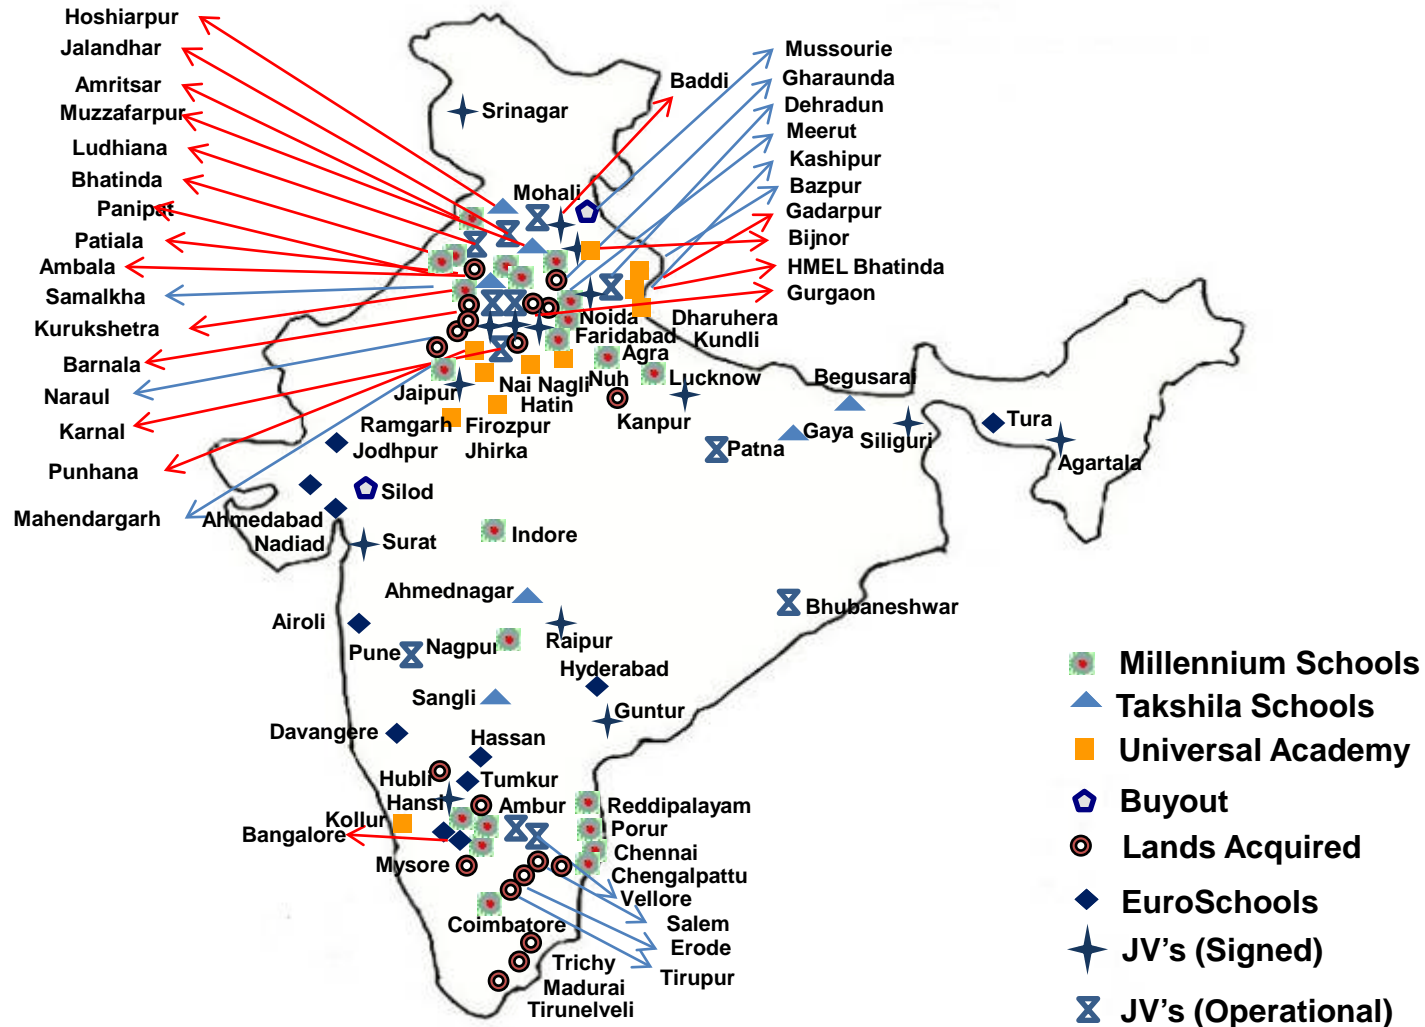 Hoshiarpur
Jalandhar
Amritsar
Muzzafarpur
Ludhiana
Bhatinda
Panipat
Patiala
Ambala
Samalkha
Kurukshetra
Barnala
Naraul
Karnal
Punhana
Mahendargarh
Srinagar
Baddi
Mohali
Mussourie
Gharaunda
Dehradun
Meerut
Kashipur
Bazpur
Gadarpur
Bijnor
HMEL Bhatinda
Gurgaon
Noida
Faridabad
Agra
Dharuhera
Kundli
Nuh
Lucknow
Jaipur
Nai Nagli
Hatin
Kanpur
Begusarai
Ramgarh
Jodhpur
Firozpur
Jhirka
Patna
Gaya
Siliguri
Tura
Agartala
Silod
Ahmedabad
Nadiad
Surat
Indore
Ahmednagar
Bhubaneshwar
Airoli
Pune
Nagpur
Raipur
Hyderabad
Sangli
Guntur
Davangere
Hassan
Hubli
Tumkur
Hansi
Ambur
Kollur
Bangalore
Mysore
Reddipalayam
Porur
Chennai
Chengalpattu
Vellore
Salem
Erode
Tirupur
Coimbatore
Trichy
Madurai
Tirunelveli
Millennium Schools
Takshila Schools
Universal Academy
Buyout
Lands Acquired
EuroSchools
JV's (Signed)
JV's (Operational)